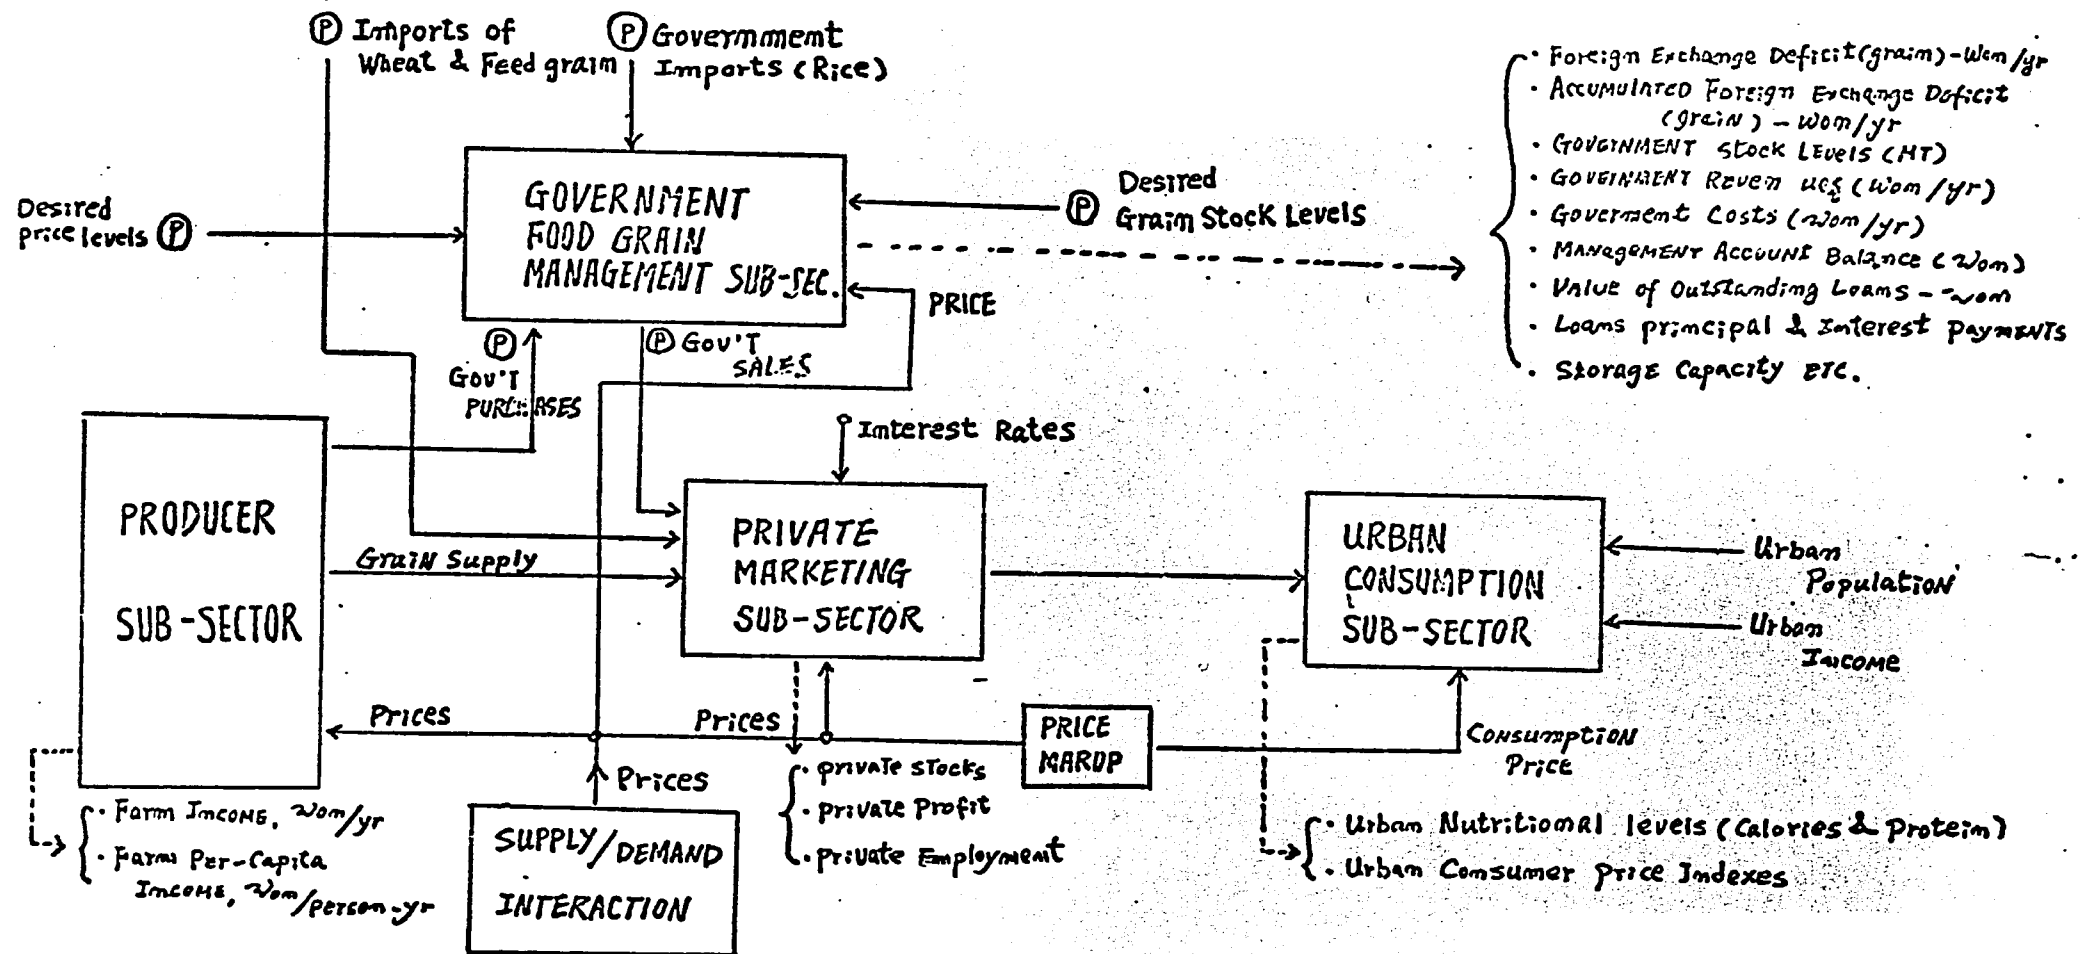 Ⓟ Imports of
Wheat & Feed grain
Ⓟ Governmment
Imports (Rice)
Desired
price levels Ⓟ
GOVERNMENT
FOOD GRAIN
MANAGEMENT SUB-SEC.
Desired
Ⓟ Grain Stock Levels
PRICE
• Foreign Exchange Deficit (grain) - Won/yr
• Accumulated Foreign Exchange Deficit
(grain) - Won/yr
• GOVERNMENT Stock Levels (MT)
• GOVERNMENT Revenues (Won/yr)
• Goverment Costs (Won/yr)
• Management Account Balance (Won)
• Value of Outstanding Loans - Won
• Loans principal & Interest payments
• Storage Capacity ETC.
Ⓟ
GOV'T
PURCHASES
Ⓟ GOV'T
SALES
Interest Rates
PRODUCER
SUB-SECTOR
Grain Supply
PRIVATE
MARKETING
SUB-SECTOR
URBAN
CONSUMPTION
SUB-SECTOR
Urban
Population
Urban
Income
Prices
Prices
Prices
PRICE
MARDP
Consumption
Price
• Farm Income, Won/yr
• Farm Per-Capita
Income, Won/person-yr
SUPPLY/DEMAND
INTERACTION
• private stocks
• private Profit
• private Employment
• Urban Nutritional levels (Calories & Protein)
• Urban Consumer Price Indexes